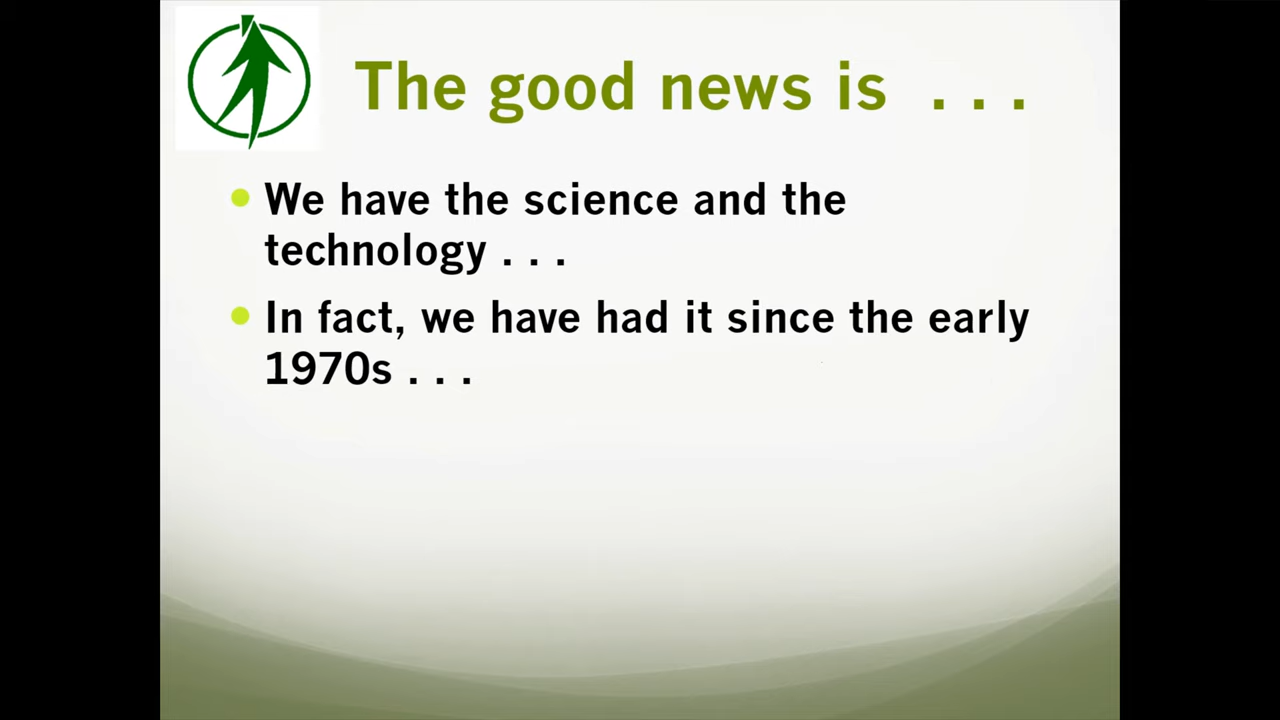 The good news is . . .
We have the science and the
technology . . .
In fact, we have had it since the early
1970s . . .